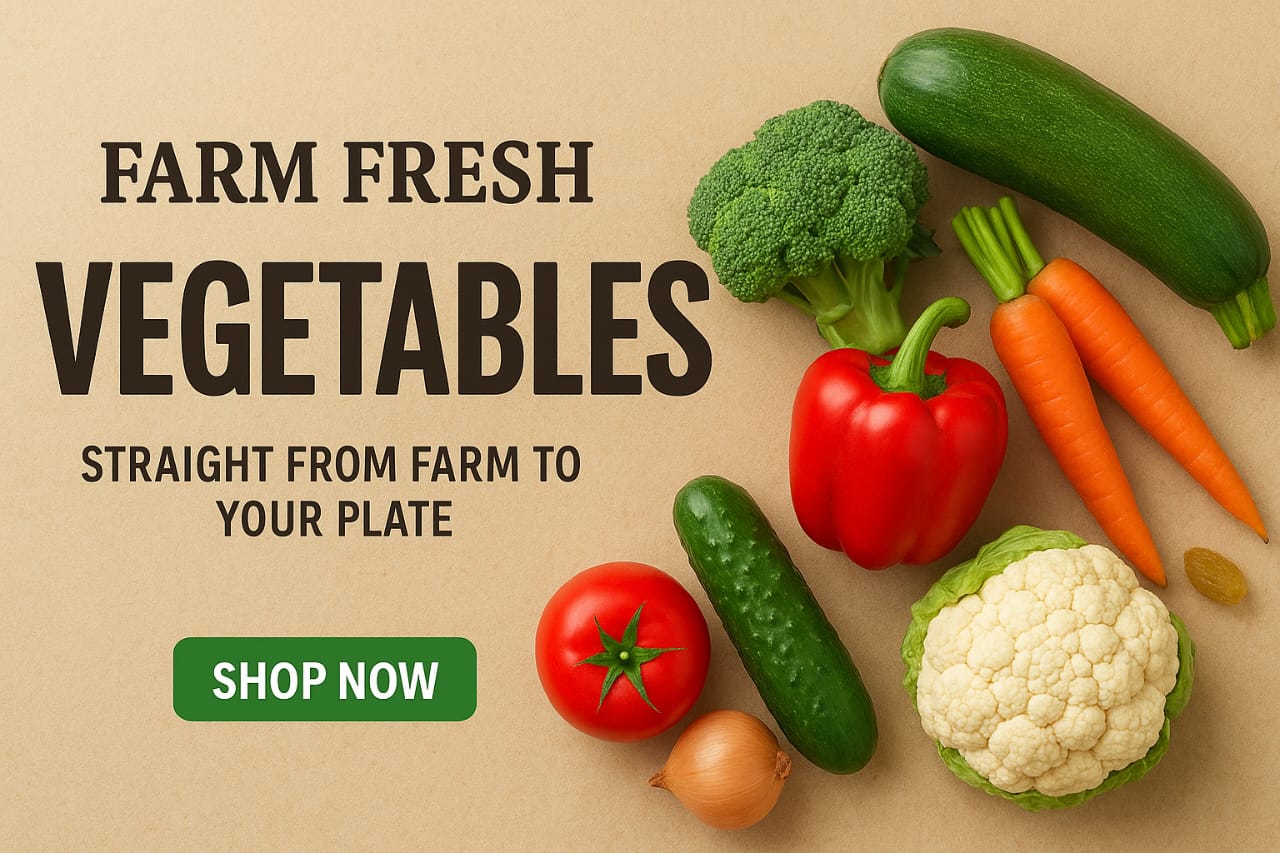 FARM FRESH
VEGETABLES
STRAIGHT FROM FARM TO
YOUR PLATE
SHOP NOW